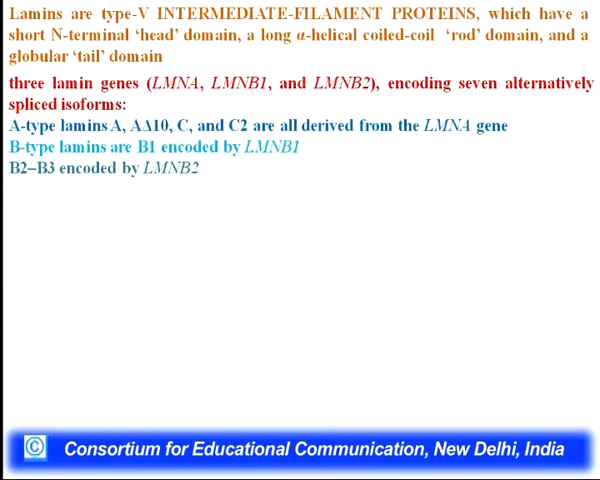 Lamins are type-V INTERMEDIATE-FILAMENT PROTEINS, which have a
short N-terminal ‘head’ domain, a long α-helical coiled-coil ‘rod’ domain, and a
globular ‘tail’ domain
three lamin genes (LMNA, LMNB1, and LMNB2), encoding seven alternatively
spliced isoforms:
A-type lamins A, AΔ10, C, and C2 are all derived from the LMNA gene
B-type lamins are B1 encoded by LMNB1
B2–B3 encoded by LMNB2
© Consortium for Educational Communication, New Delhi, India